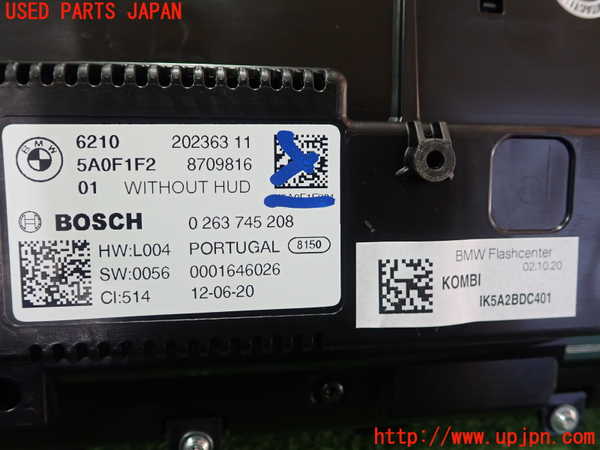 USED PARTS JAPAN
BMW
6210 202363 11
5A0F1F2 8709816
01 WITHOUT HUD
BOSCH 0 263 745 208
HW:L004 PORTUGAL 8150
SW:0056 0001646026
CI:514 12-06-20
BMW Flashcenter
02.10.20
KOMBI
IK5A2BDC401
http://www.upjpn.com/